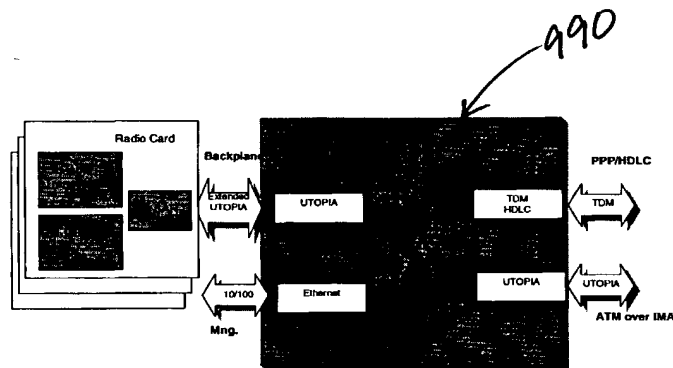 990
Radio Card
Backplane
PPP/HDLC
Extended
UTOPIA
UTOPIA
TDM
HDLC
TDM
10/100
Ethernet
UTOPIA
UTOPIA
Mng.
ATM over IMA